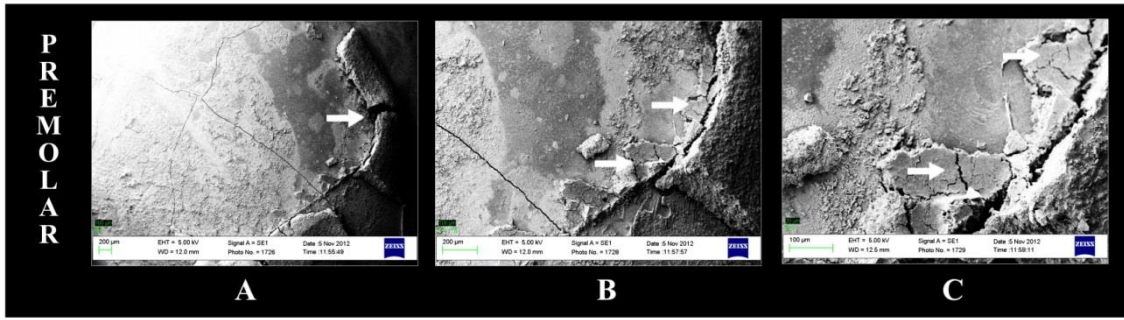 PREMOLAR
200 µm
EHT = 5.00 kV
WD = 12.0 mm
Signal A = SE1
Photo No. = 1726
Date :5 Nov 2012
Time :11:55:49
ZEISS
A
200 µm
EHT = 5.00 kV
WD = 12.0 mm
Signal A = SE1
Photo No. = 1728
Date :5 Nov 2012
Time :11:57:57
ZEISS
B
100 µm
EHT = 5.00 kV
WD = 12.5 mm
Signal A = SE1
Photo No. = 1729
Date :5 Nov 2012
Time :11:59:11
ZEISS
C